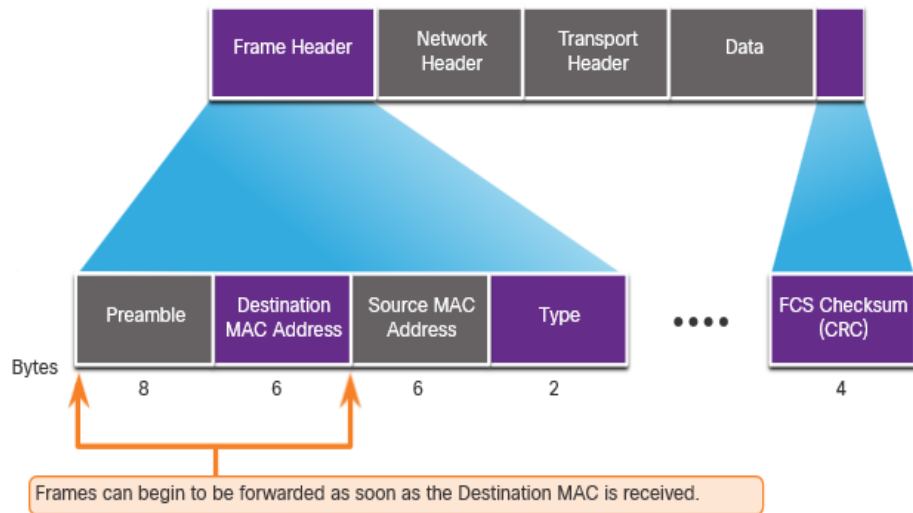 Frame Header
Network
Header
Transport
Header
Data
Preamble
Destination
MAC Address
Source MAC
Address
Type
••••
FCS Checksum
(CRC)
Bytes
8
6
6
2
4
Frames can begin to be forwarded as soon as the Destination MAC is received.